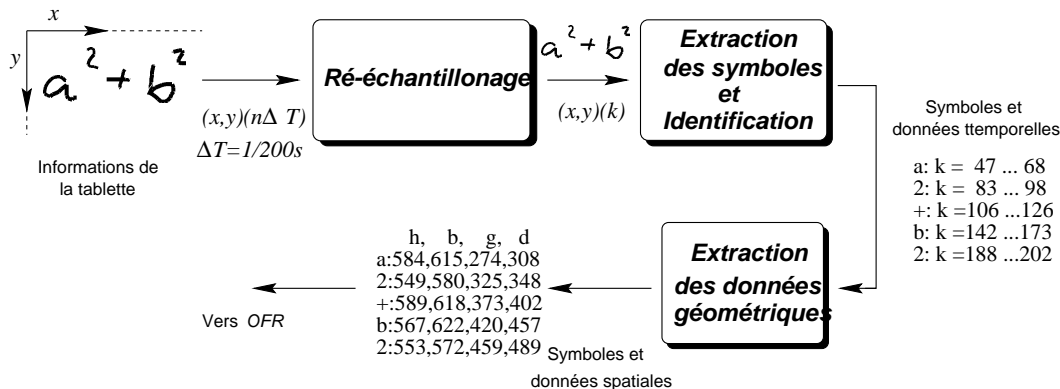 x
y
a² + b²
Informations de
la tablette
(x,y)(nΔ T)
ΔT=1/200s
Ré-échantillonage
a² + b²
(x,y)(k)
Extraction
des symboles
et
Identification
Symboles et
données ttemporelles
a: k = 47 ... 68
2: k = 83 ... 98
+: k =106 ...126
b: k =142 ...173
2: k =188 ...202
Extraction
des données
géométriques
h, b, g, d
a:584,615,274,308
2:549,580,325,348
+:589,618,373,402
b:567,622,420,457
2:553,572,459,489
Symboles et
données spatiales
Vers OFR